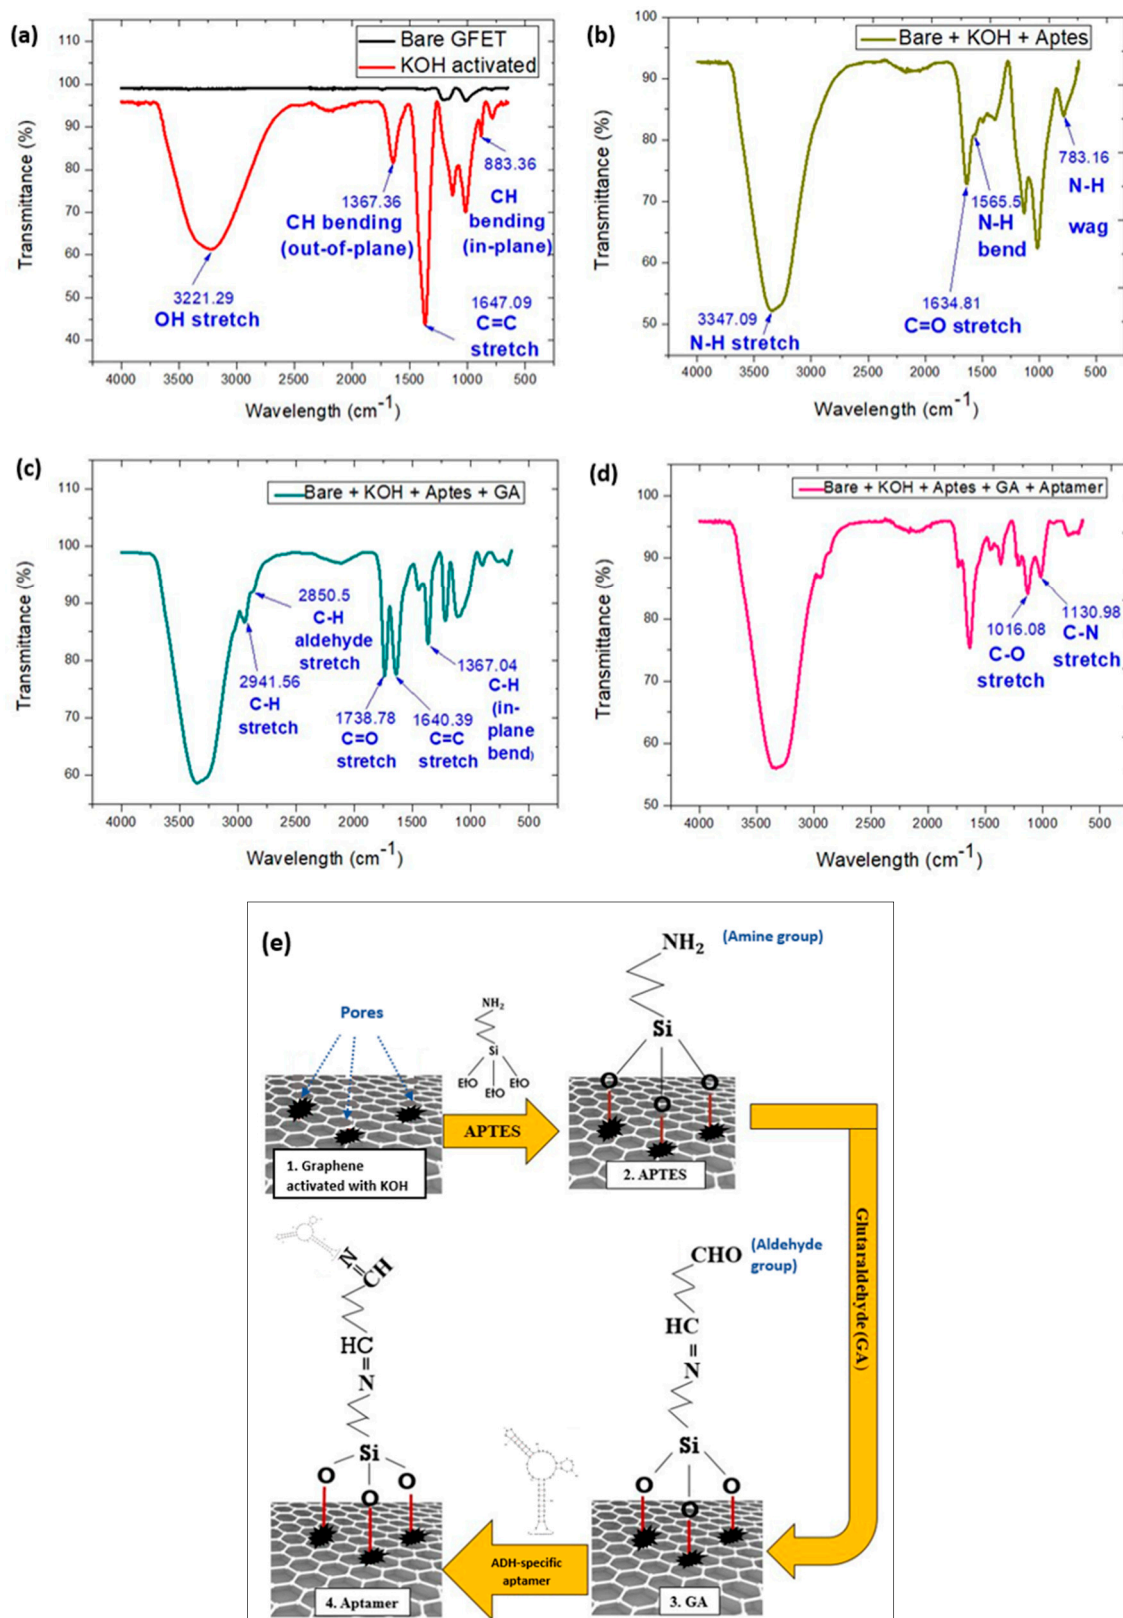 (a)
115
110
105
100
95
90
85
80
75
70
65
60
55
50
45
40
35
Transmittance (%)
Bare GFET
KOH activated
883.36
CH
bending
(in-plane)
1367.36
CH bending
(out-of-plane)
3221.29
OH stretch
1647.09
C=C
stretch
4000 3500 3000 2500 2000 1500 1000 500
Wavelength (cm-1)
(b)
100
90
80
70
60
50
Transmittance (%)
Bare + KOH + Aptes
783.16
N-H
wag
1565.5
N-H
bend
1634.81
C=O stretch
3347.09
N-H stretch
4000 3500 3000 2500 2000 1500 1000 500
Wavelength (cm-1)
(c)
110
100
90
80
70
60
Transmittance (%)
Bare + KOH + Aptes + GA
2850.5
C-H
aldehyde
stretch
2941.56
C-H
stretch
1367.04
C-H
(in-
plane
bend)
1738.78
C=O
stretch
1640.39
C=C
stretch
4000 3500 3000 2500 2000 1500 1000 500
Wavelength (cm-1)
(d)
100
90
80
70
60
50
Transmittance (%)
Bare + KOH + Aptes + GA + Aptamer
1016.08
C-O
stretch
1130.98
C-N
stretch
4000 3500 3000 2500 2000 1500 1000 500
Wavelength (cm-1)
(e)
Pores
1. Graphene
activated with KOH
NH2
Si
EtO
EtO
EtO
APTES
NH2
(Amine group)
Si
O
O
O
2. APTES
Glutaraldehyde (GA)
CHO
(Aldehyde
group)
HC
N
Si
O
O
O
3. GA
ADH-specific
aptamer
N
CH
HC
N
Si
O
O
O
4. Aptamer